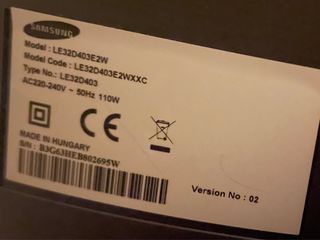 SAMSUNG
Model : LE32D403E2W
Model Code : LE32D403E2WXXC
Type No.: LE32D403
AC220-240V ~ 50Hz 110W
CE
MADE IN HUNGARY
S/N : B3G63HEB802695W
Version No : 02